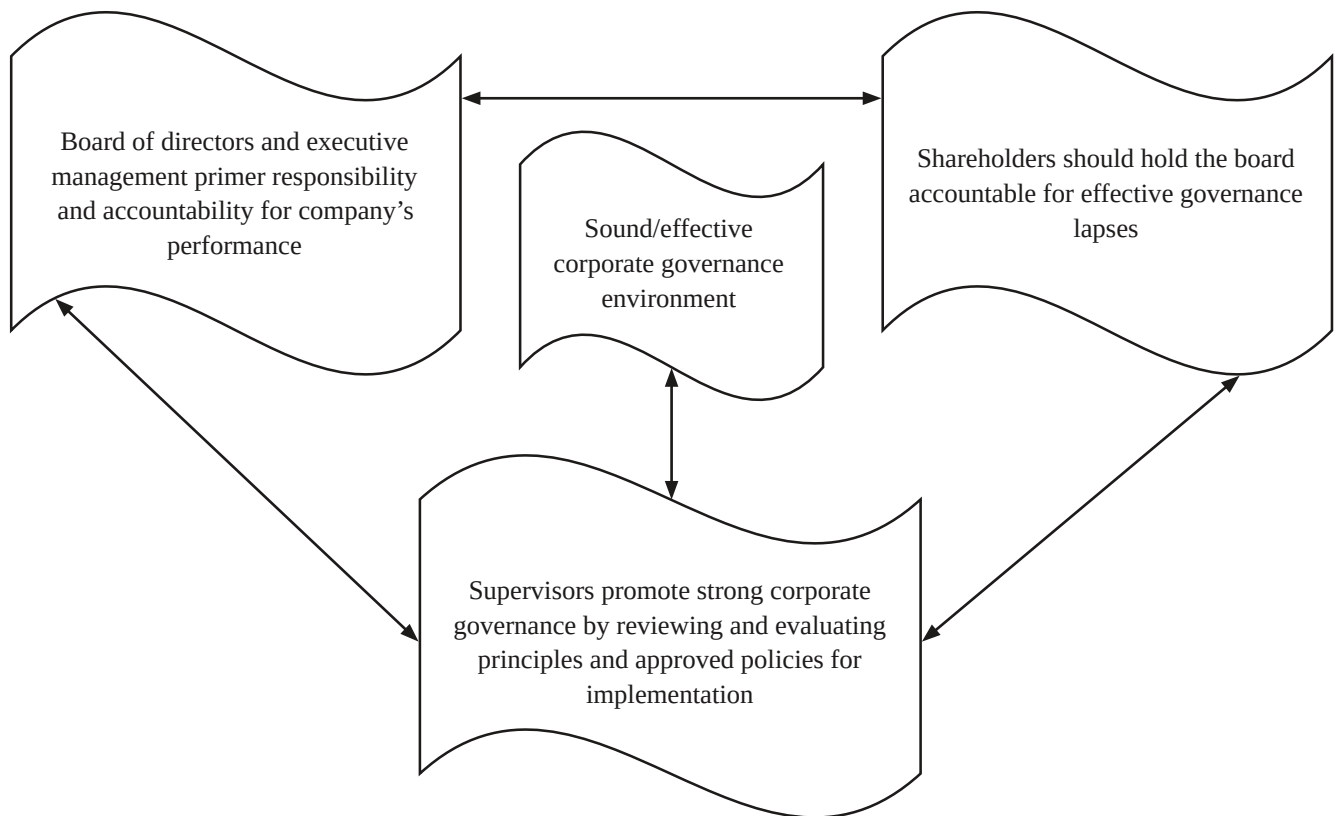 Board of directors and executive
management primer responsibility
and accountability for company’s
performance
Sound/effective
corporate governance
environment
Shareholders should hold the board
accountable for effective governance
lapses
Supervisors promote strong corporate
governance by reviewing and evaluating
principles and approved policies for
implementation